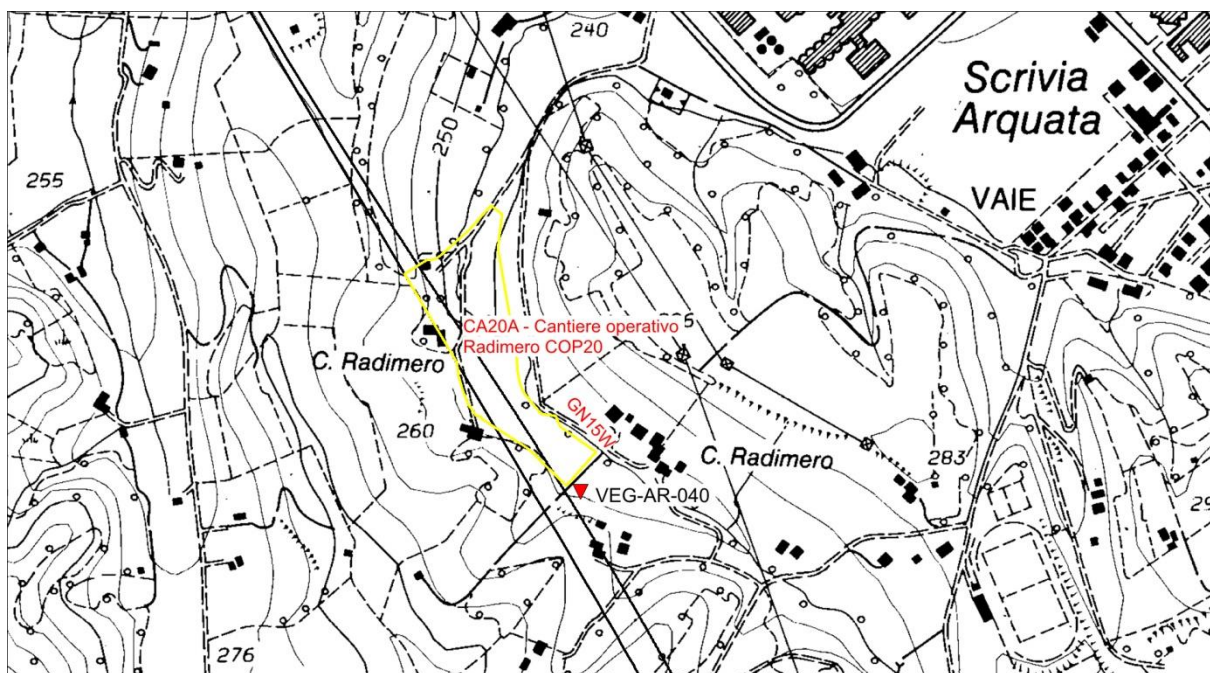 240
Scrivia
Arquata
250
255
VAIE
CA20A - Cantiere operativo
Radimero COP20
C. Radimero
GN15W
260
C. Radimero
283
VEG-AR-040
276